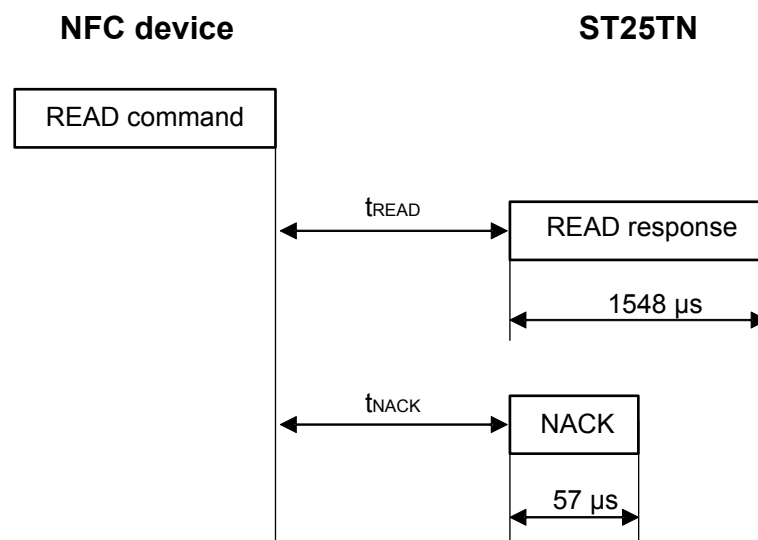 NFC device
ST25TN
READ command
tREAD
READ response
1548 µs
tNACK
NACK
57 µs